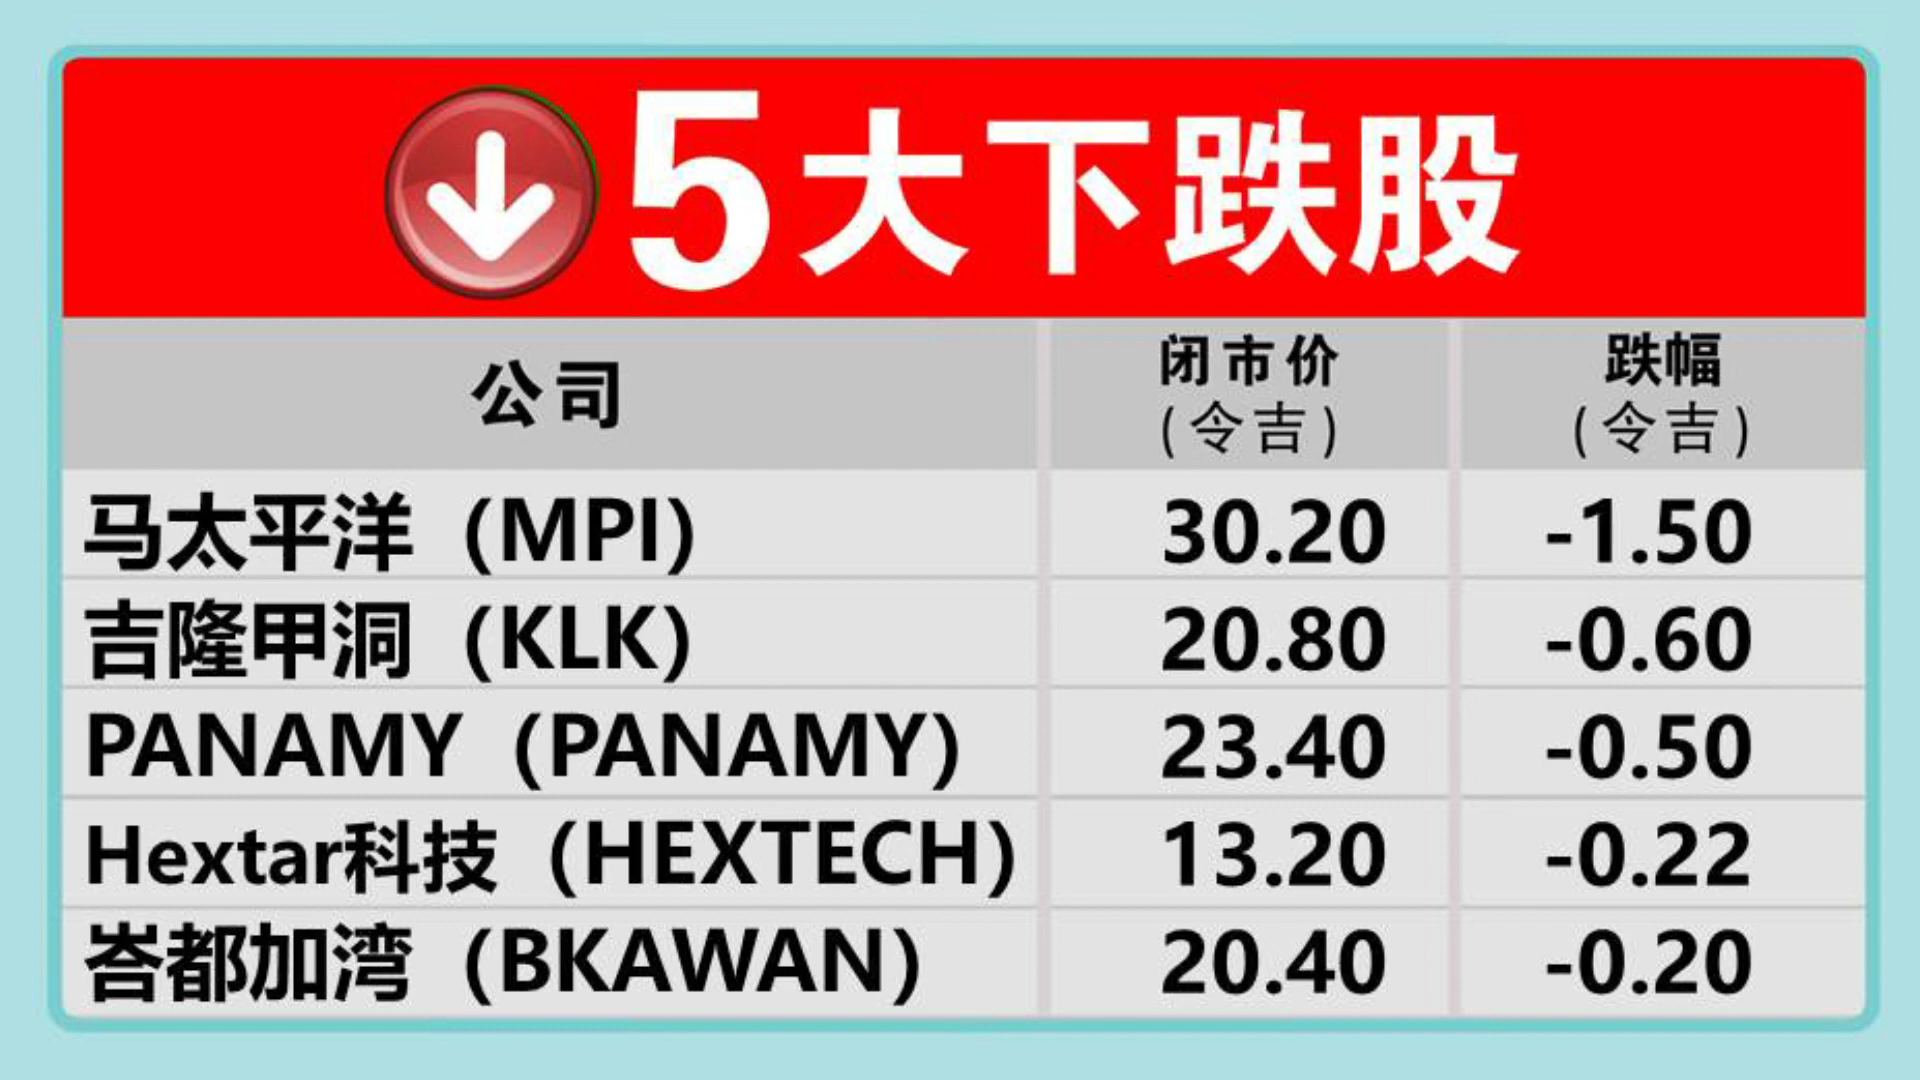 5大下跌股
公司 闭市价 跌幅
(令吉) (令吉)
马太平洋（MPI） 30.20 -1.50
吉隆甲洞（KLK） 20.80 -0.60
PANAMY（PANAMY） 23.40 -0.50
Hextar科技（HEXTECH） 13.20 -0.22
峇都加湾（BKAWAN） 20.40 -0.20